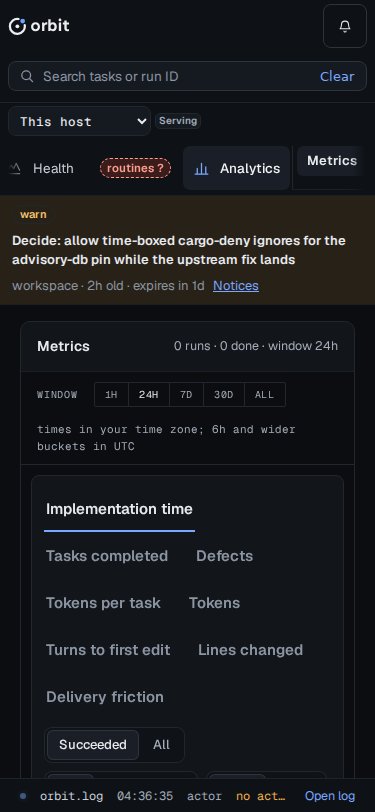 orbit
Search tasks or run ID
Clear
This host
Serving
Health
routines ?
Analytics
Metrics
warn
Decide: allow time-boxed cargo-deny ignores for the
advisory-db pin while the upstream fix lands
workspace · 2h old · expires in 1d Notices
Metrics
0 runs · 0 done · window 24h
WINDOW 1H 24H 7D 30D ALL
times in your time zone; 6h and wider
buckets in UTC
Implementation time
Tasks completed Defects
Tokens per task Tokens
Turns to first edit Lines changed
Delivery friction
Succeeded All
orbit.log 04:36:35 actor no act… Open log